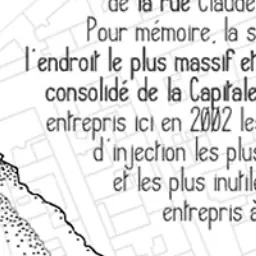 de la rue Claude
Pour mémoire, la s
l'endroit le plus massif et
consolidé de la Capitale
entrepris ici en 2002 les
d'injection les plus
et les plus inutile
entrepris à